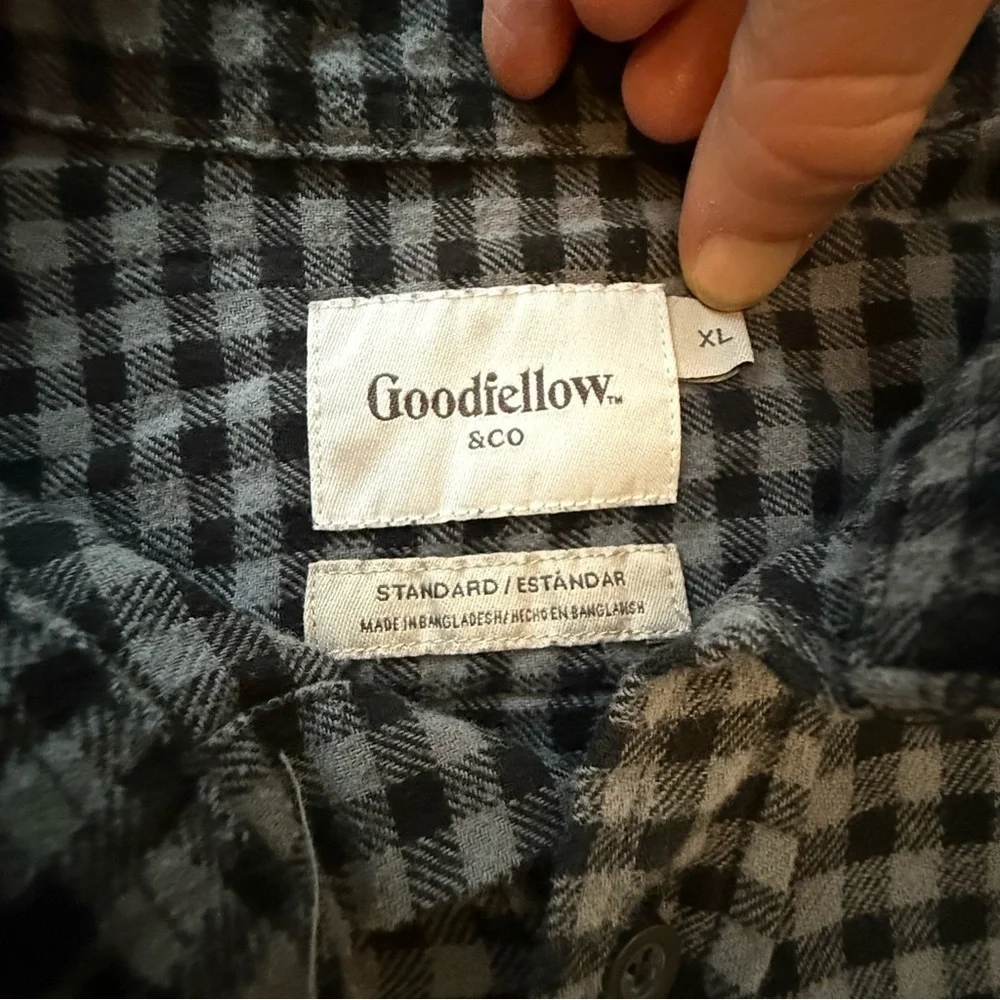 Goodfellow™
&CO
XL
STANDARD / ESTÁNDAR
MADE IN BANGLADESH / HECHO EN BANGLADESH